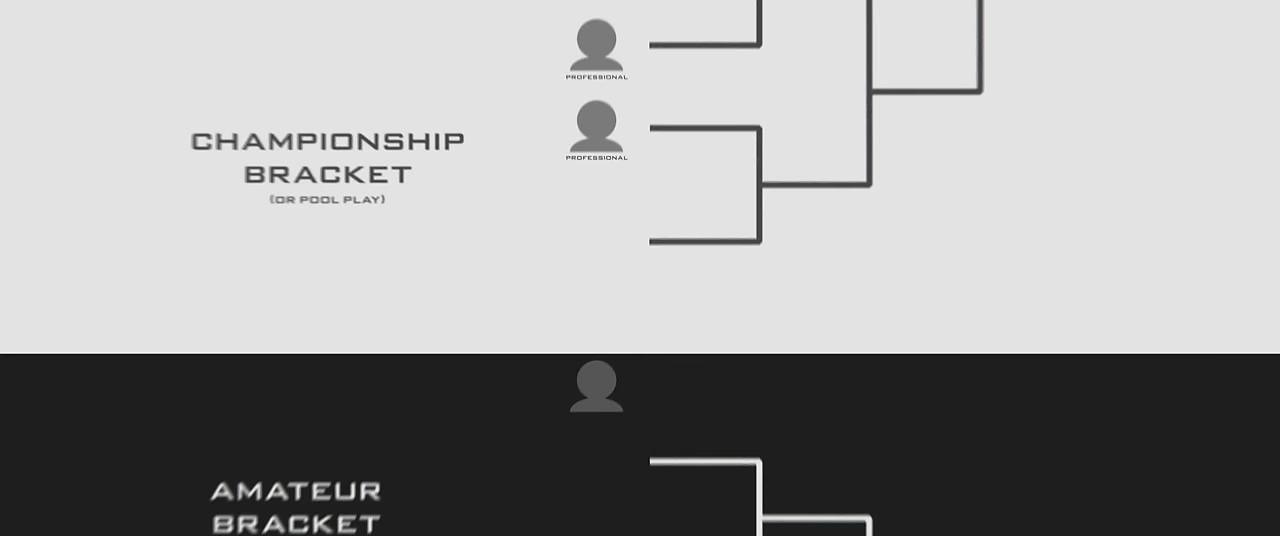 PROFESSIONAL
PROFESSIONAL
CHAMPIONSHIP
BRACKET
(OR POOL PLAY)
AMATEUR
BRACKET